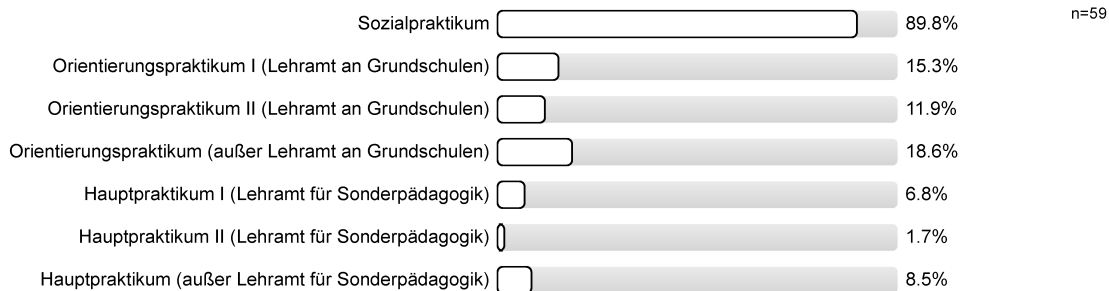 n=59
Sozialpraktikum 89.8%
Orientierungspraktikum I (Lehramt an Grundschulen) 15.3%
Orientierungspraktikum II (Lehramt an Grundschulen) 11.9%
Orientierungspraktikum (außer Lehramt an Grundschulen) 18.6%
Hauptpraktikum I (Lehramt für Sonderpädagogik) 6.8%
Hauptpraktikum II (Lehramt für Sonderpädagogik) 1.7%
Hauptpraktikum (außer Lehramt für Sonderpädagogik) 8.5%